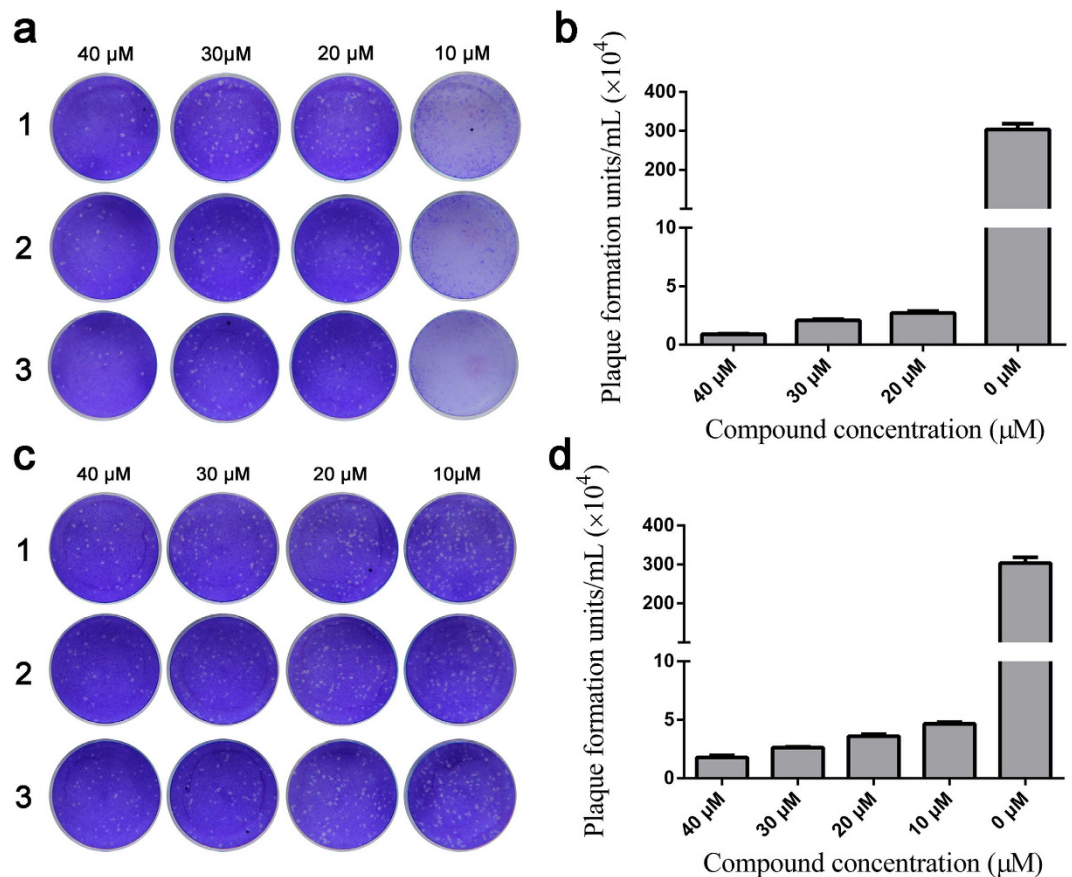 a
40 µM 30µM 20 µM 10 µM
1
2
3
b
Plaque formation units/mL (×10⁴)
400
300
200
10
5
0
40 µM 30 µM 20 µM 0 µM
Compound concentration (µM)
c
40 µM 30 µM 20 µM 10µM
1
2
3
d
Plaque formation units/mL (×10⁴)
400
300
200
10
5
0
40 µM 30 µM 20 µM 10 µM 0 µM
Compound concentration (µM)